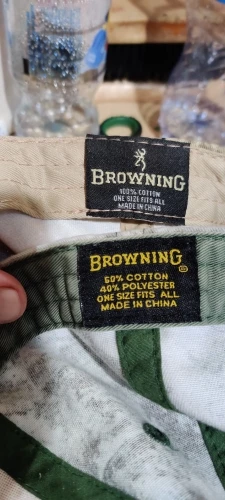 BROWNING
100% COTTON
ONE SIZE FITS ALL
MADE IN CHINA
BROWNING
60% COTTON
40% POLYESTER
ONE SIZE FITS ALL
MADE IN CHINA